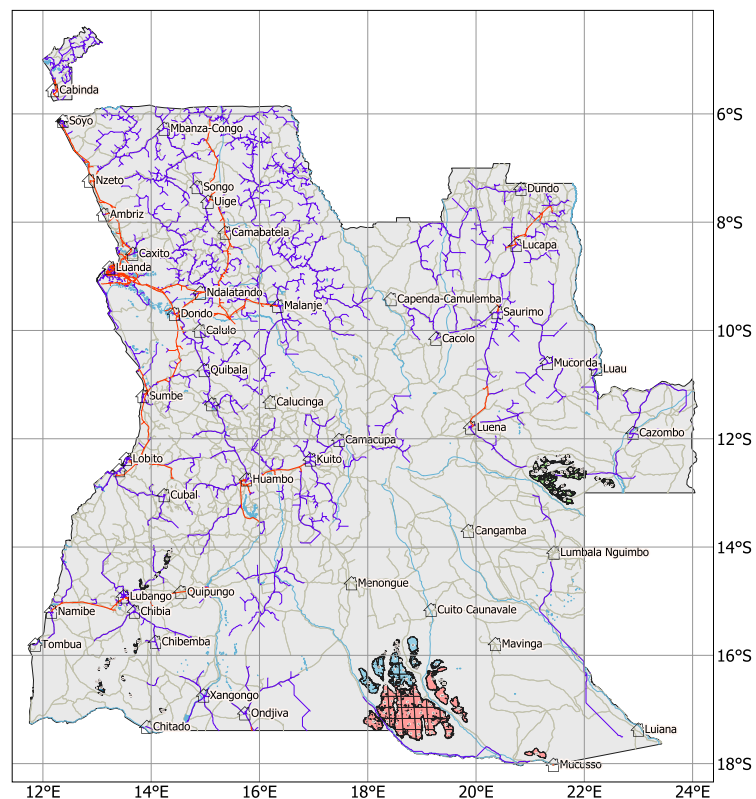 Cabinda
Soyo
6°S
Mbanza-Congo
Nzeto
Songo
Dundo
Uige
Ambriz
8°S
Camabatela
Lucapa
Caxito
Luanda
Ndalatando
Capenda-Camulemba
Malanje
Dondo
Saurimo
Calulo
10°S
Cacolo
Mucorda
Luau
Quibala
Sumbe
Calucinga
Luena
Cazombo
Camacupa
12°S
Lobito
Kuito
Huambo
Cubal
Cangamba
14°S
Lumbala Nguimbo
Menongue
Quipungo
Lubango
Namibe
Chibia
Cuito Caunavale
Tombua
Chibemba
Mavinga
16°S
Xangongo
Ondjiva
Chitado
Luiana
18°S
Mucusso
12°E
14°E
16°E
18°E
20°E
22°E
24°E